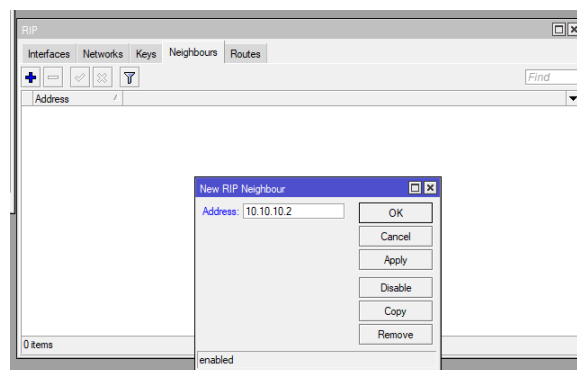 RIP
Interfaces Networks Keys Neighbours Routes
Find
Address
New RIP Neighbour
Address: 10.10.10.2
OK
Cancel
Apply
Disable
Copy
Remove
0 items
enabled